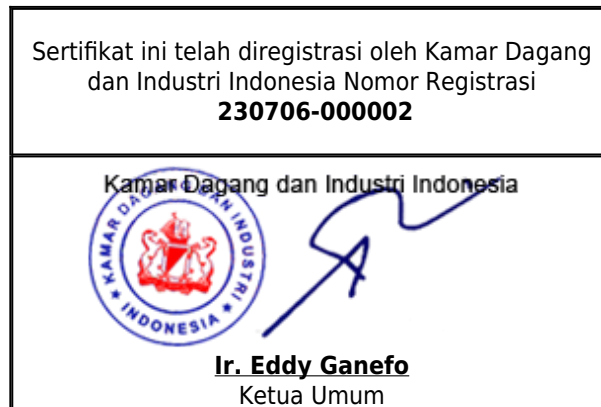 Sertifikat ini telah diregistrasi oleh Kamar Dagang
dan Industri Indonesia Nomor Registrasi
230706-000002
Kamar Dagang dan Industri Indonesia
KAMAR DAGANG DAN INDUSTRI
★ INDONESIA ★
Ir. Eddy Ganefo
Ketua Umum